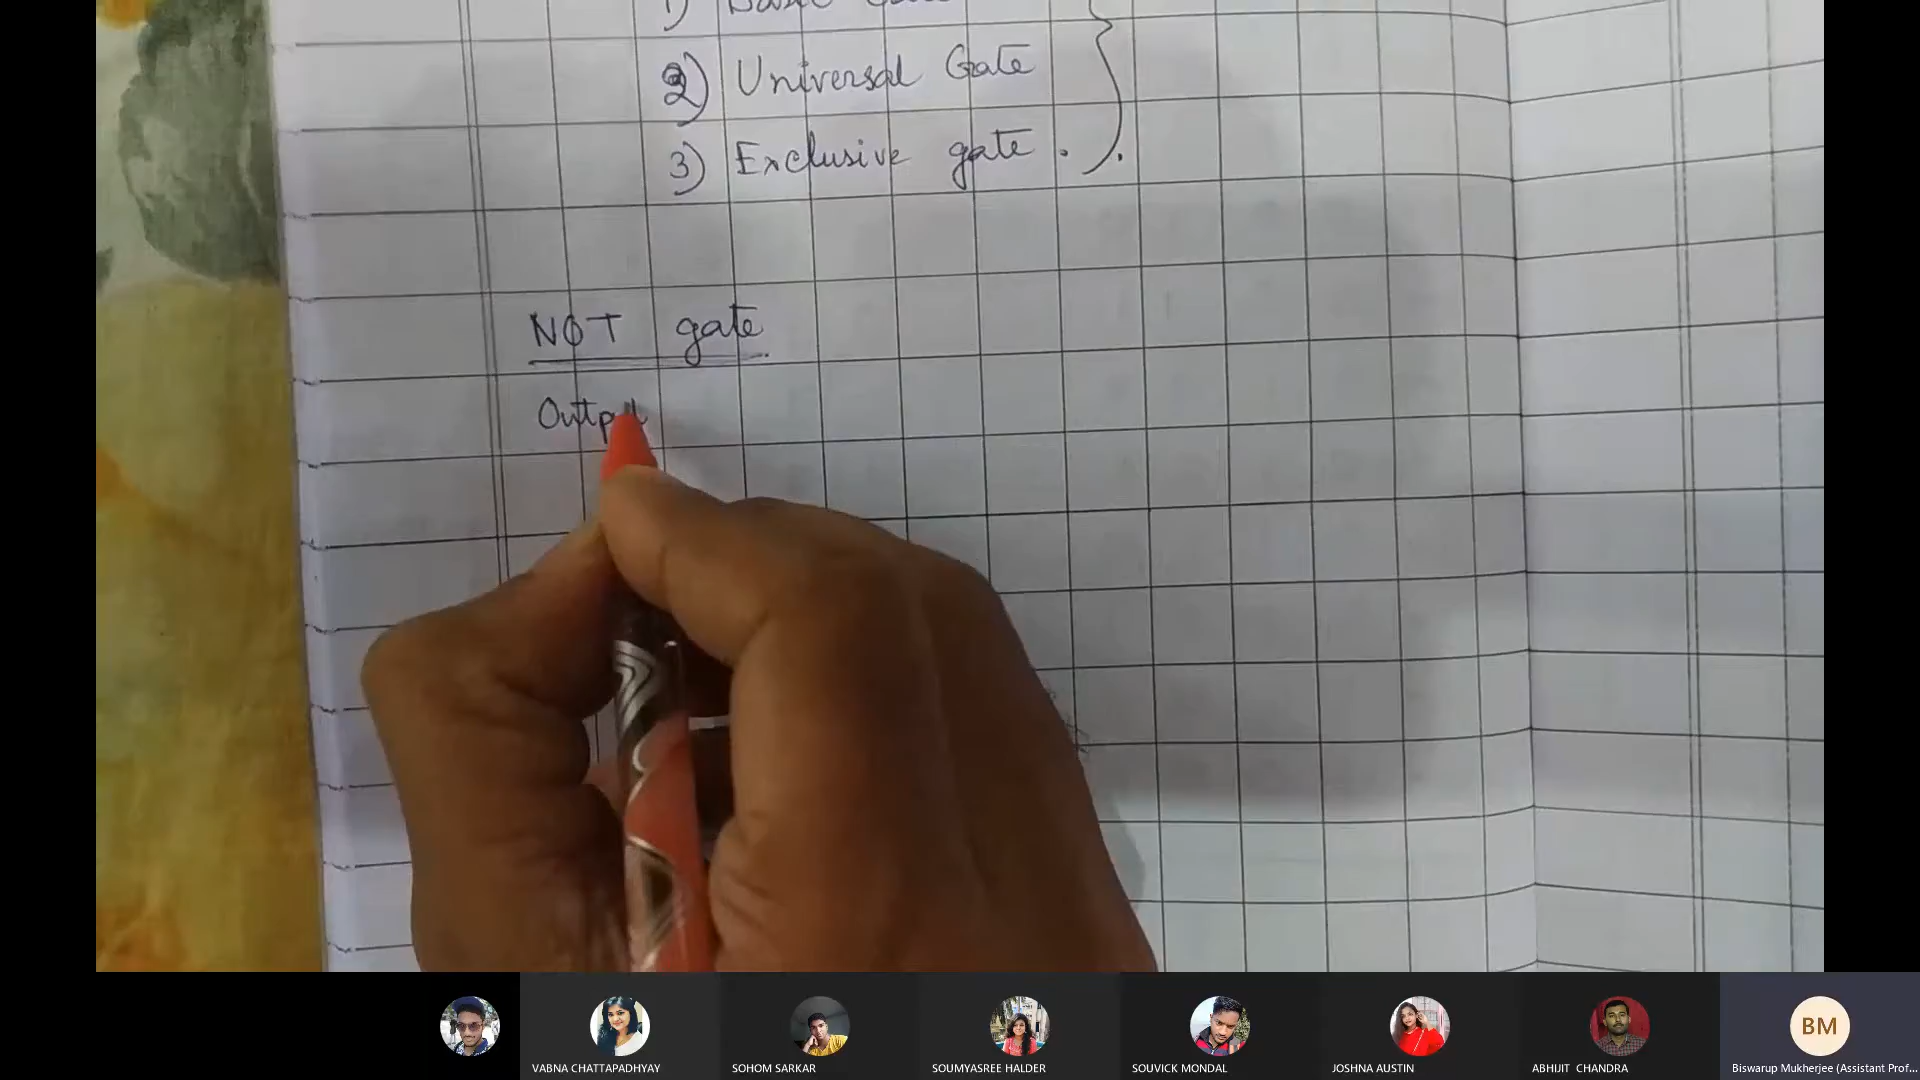 2) Universal Gate
3) Exclusive gate .
NOT gate
BM
VABNA CHATTAPADHYAY
SOHOM SARKAR
SOUMYASREE HALDER
SOUVICK MONDAL
JOSHNA AUSTIN
ABHIJIT CHANDRA
Biswarup Mukherjee (Assistant Prof...